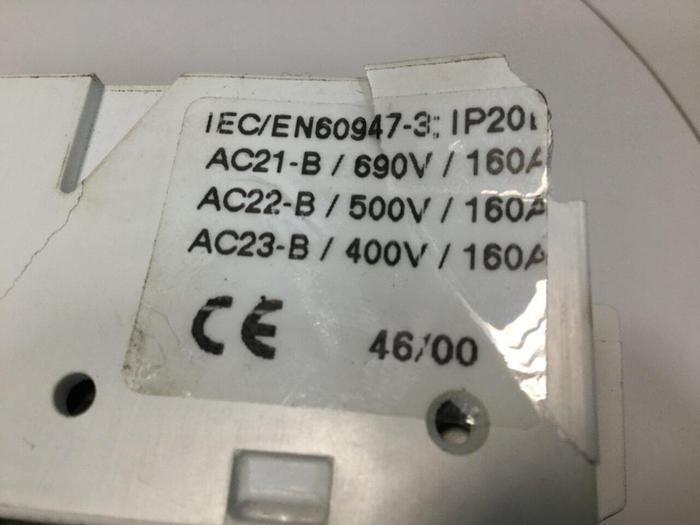 IEC/EN60947-3; IP20
AC21-B / 690V / 160A
AC22-B / 500V / 160A
AC23-B / 400V / 160A
CE 46/00